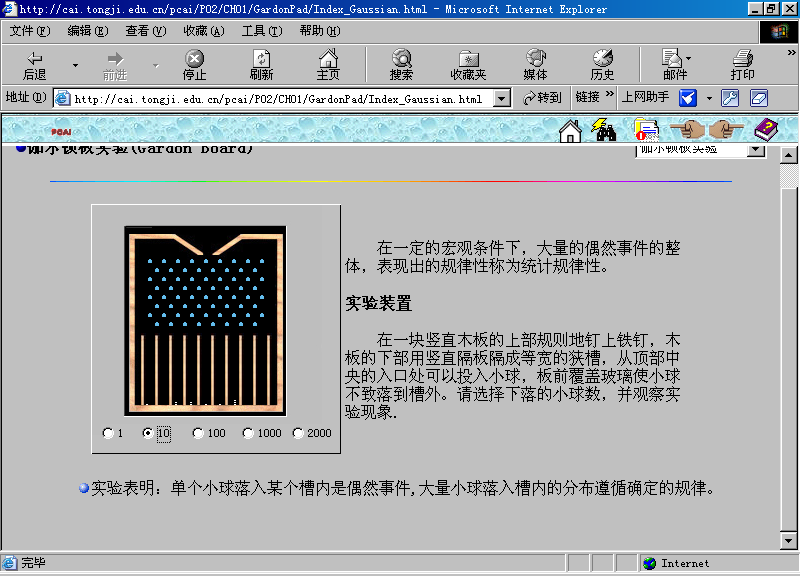 http://cai.tongji.edu.cn/pcai/PO2/CH01/GardonPad/Index_Gaussian.html - Microsoft Internet Explorer
文件(F) 编辑(E) 查看(V) 收藏(A) 工具(T) 帮助(H)
后退 前进 停止 刷新 主页 搜索 收藏夹 媒体 历史 邮件 打印
地址(D) http://cai.tongji.edu.cn/pcai/PO2/CH01/GardonPad/Index_Gaussian.html 转到 链接 » 上网助手
PCAI
伽尔顿板实验(Gardon Board) 伽尔顿板实验
在一定的宏观条件下，大量的偶然事件的整
体，表现出的规律性称为统计规律性。
实验装置
在一块竖直木板的上部规则地钉上铁钉，木
板的下部用竖直隔板隔成等宽的狭槽，从顶部中
央的入口处可以投入小球，板前覆盖玻璃使小球
不致落到槽外。请选择下落的小球数，并观察实
验现象.
1 10 100 1000 2000
实验表明：单个小球落入某个槽内是偶然事件,大量小球落入槽内的分布遵循确定的规律。
完毕 Internet